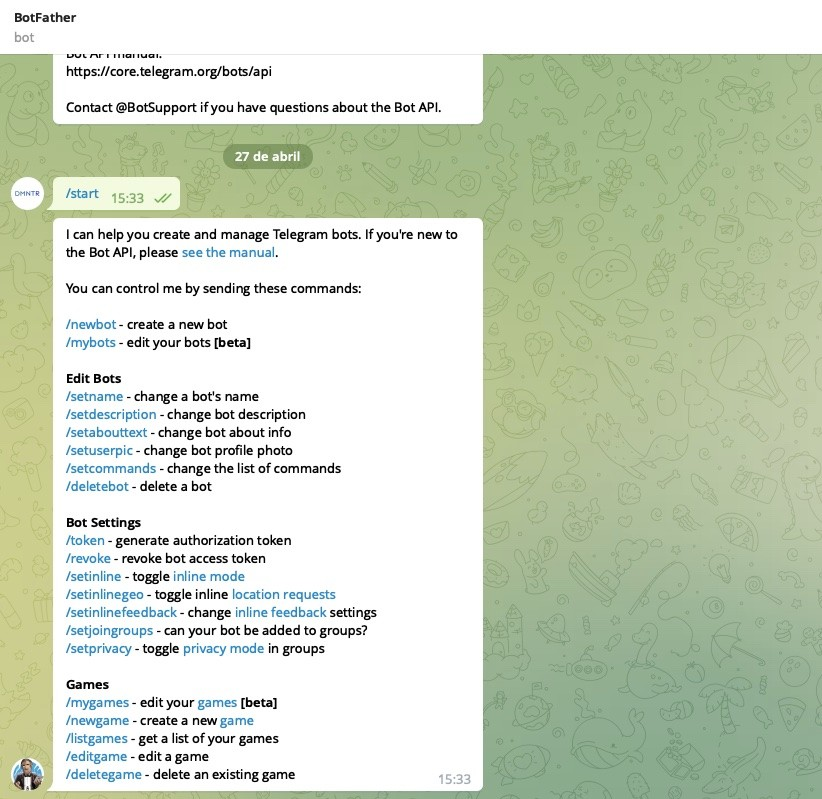 BotFather
bot
Bot API manual:
https://core.telegram.org/bots/api
Contact @BotSupport if you have questions about the Bot API.
27 de abril
DMNTR
/start 15:33
I can help you create and manage Telegram bots. If you're new to
the Bot API, please see the manual.
You can control me by sending these commands:
/newbot - create a new bot
/mybots - edit your bots [beta]
Edit Bots
/setname - change a bot's name
/setdescription - change bot description
/setabouttext - change bot about info
/setuserpic - change bot profile photo
/setcommands - change the list of commands
/deletebot - delete a bot
Bot Settings
/token - generate authorization token
/revoke - revoke bot access token
/setinline - toggle inline mode
/setinlinegeo - toggle inline location requests
/setinlinefeedback - change inline feedback settings
/setjoingroups - can your bot be added to groups?
/setprivacy - toggle privacy mode in groups
Games
/mygames - edit your games [beta]
/newgame - create a new game
/listgames - get a list of your games
/editgame - edit a game
/deletegame - delete an existing game
15:33